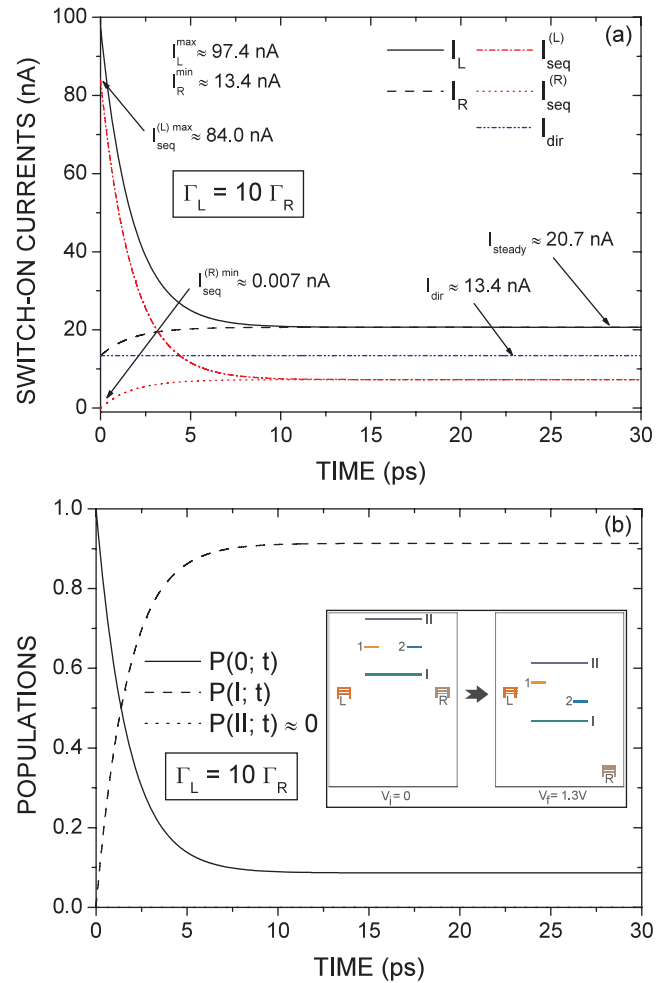 (a)
I_L^max ≈ 97.4 nA
I_R^min ≈ 13.4 nA
I_seq^(L) max ≈ 84.0 nA
I_L
I_R
I_seq^(L)
I_seq^(R)
I_dir
Γ_L = 10 Γ_R
I_steady ≈ 20.7 nA
I_seq^(R) min ≈ 0.007 nA
I_dir ≈ 13.4 nA
SWITCH-ON CURRENTS (nA)
100
80
60
40
20
0
0 5 10 15 20 25 30
TIME (ps)
(b)
POPULATIONS
1.0
0.8
0.6
0.4
0.2
0.0
P(0; t)
P(I; t)
P(II; t) ≈ 0
Γ_L = 10 Γ_R
II
1
2
I
L
R
V_i = 0
II
1
2
I
L
R
V_f = 1.3V
0 5 10 15 20 25 30
TIME (ps)